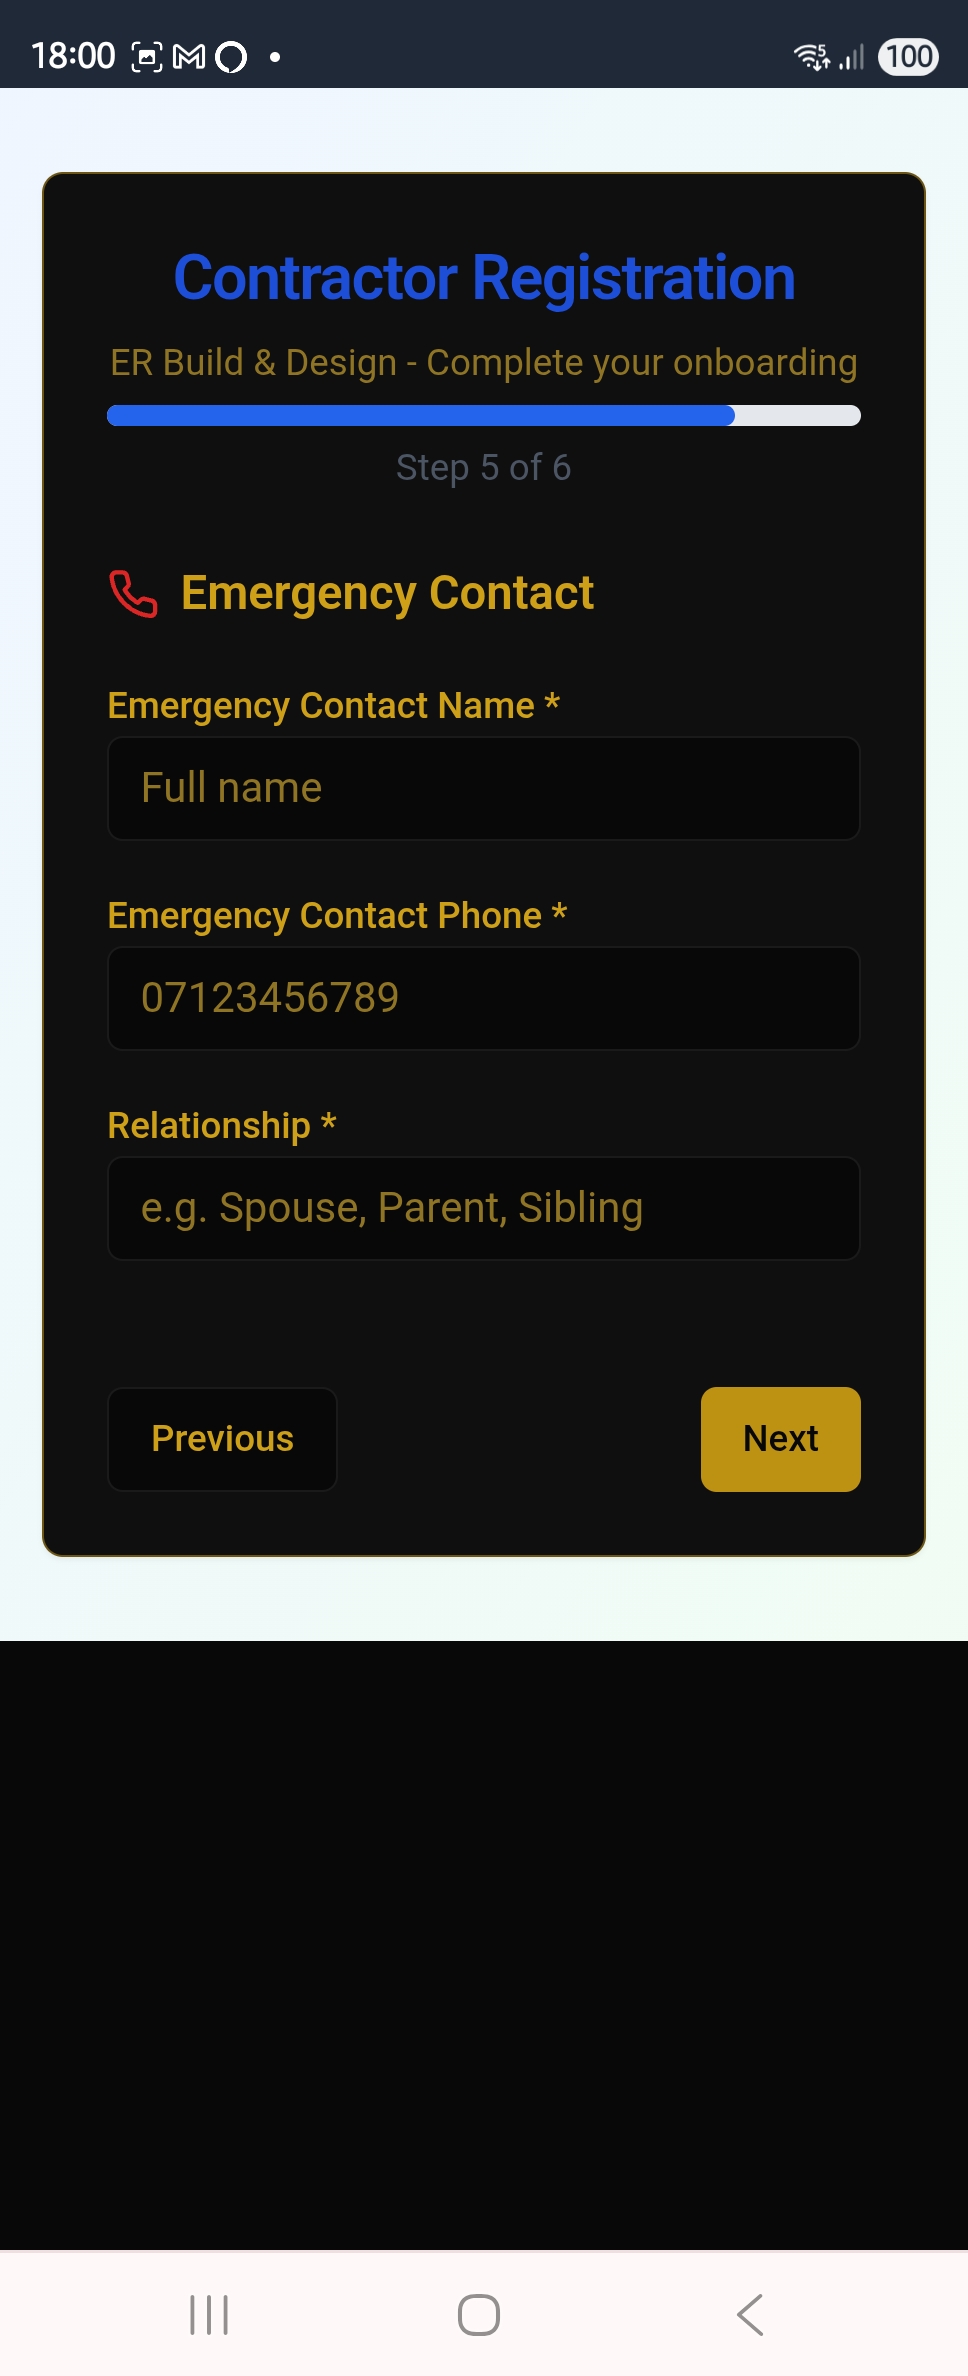 18:00
5
100
Contractor Registration
ER Build & Design - Complete your onboarding
Step 5 of 6
Emergency Contact
Emergency Contact Name *
Full name
Emergency Contact Phone *
07123456789
Relationship *
e.g. Spouse, Parent, Sibling
Previous
Next